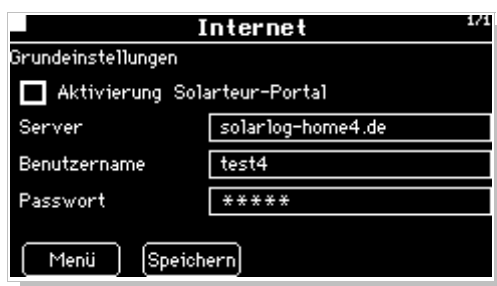 Internet 1/1
Grundeinstellungen
Aktivierung Solarteur-Portal
Server solarlog-home4.de
Benutzername test4
Passwort *****
Menü Speichern